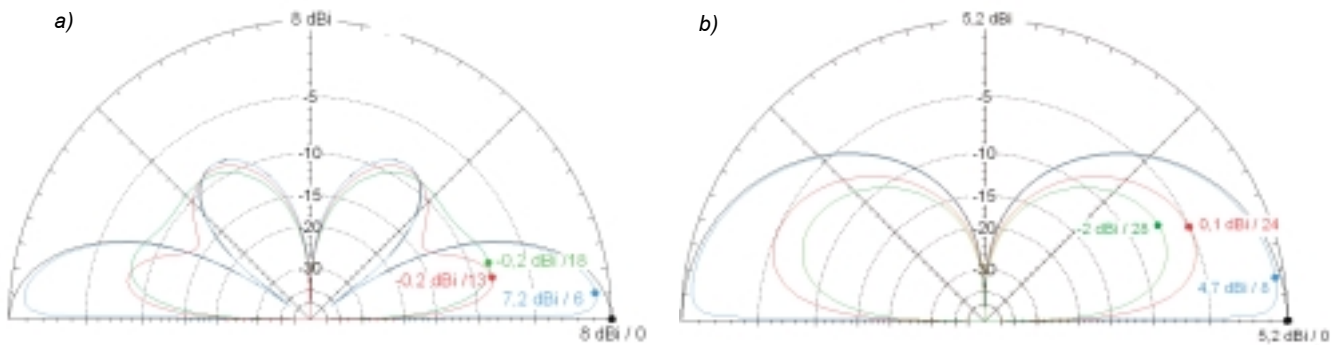 a)
8 dBi
-5
-10
-15
-20
-30
-0,2 dBi /18
-0.2 dBi /13
7.2 dBi / 6
8 dBi / 0
b)
5,2 dBi
-5
-10
-15
-20
-30
-2 dBi / 28
0,1 dBi / 24
4.7 dBi / 8
5,2 dBi / 0